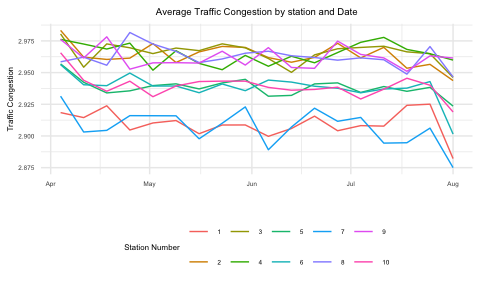 Average Traffic Congestion by station and Date
Traffic Congestion
2.975
2.950
2.925
2.900
2.875
Apr May Jun Jul Aug
Station Number
1 3 5 7 9
2 4 6 8 10